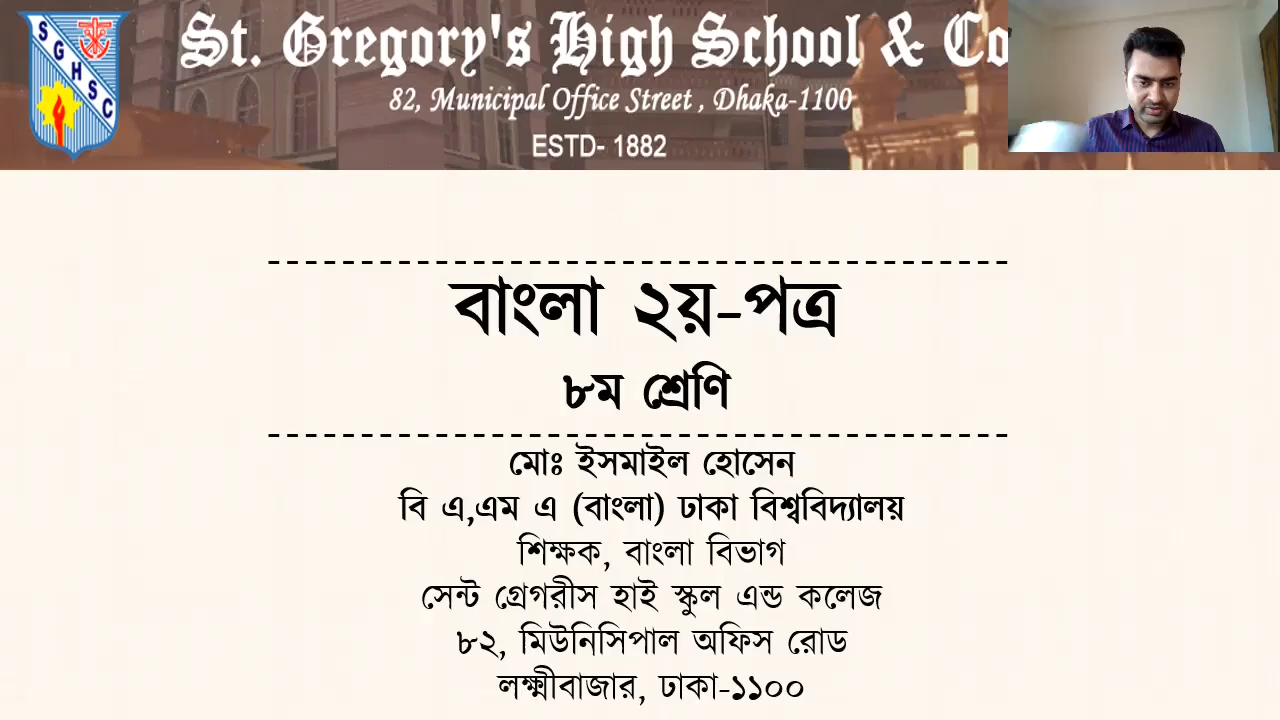 SGHSC
St. Gregory's High School & Co
82, Municipal Office Street , Dhaka-1100
ESTD- 1882
বাংলা ২য়-পত্র
৮ম শ্রেণি
মোঃ ইসমাইল হোসেন
বি এ,এম এ (বাংলা) ঢাকা বিশ্ববিদ্যালয়
শিক্ষক, বাংলা বিভাগ
সেন্ট গ্রেগরীস হাই স্কুল এন্ড কলেজ
৮২, মিউনিসিপাল অফিস রোড
লক্ষ্মীবাজার, ঢাকা-১১০০